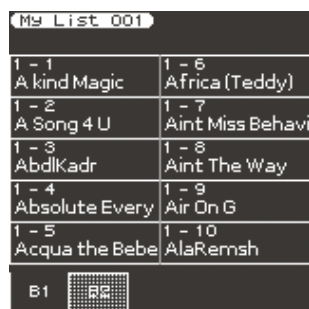 My List 001
1 - 1
A kind Magic
1 - 2
A Song 4 U
1 - 3
AbdlKadr
1 - 4
Absolute Every
1 - 5
Acqua the Bebe
1 - 6
Africa (Teddy)
1 - 7
Aint Miss Behavi
1 - 8
Aint The Way
1 - 9
Air On G
1 - 10
AlaRemsh
B1
B2